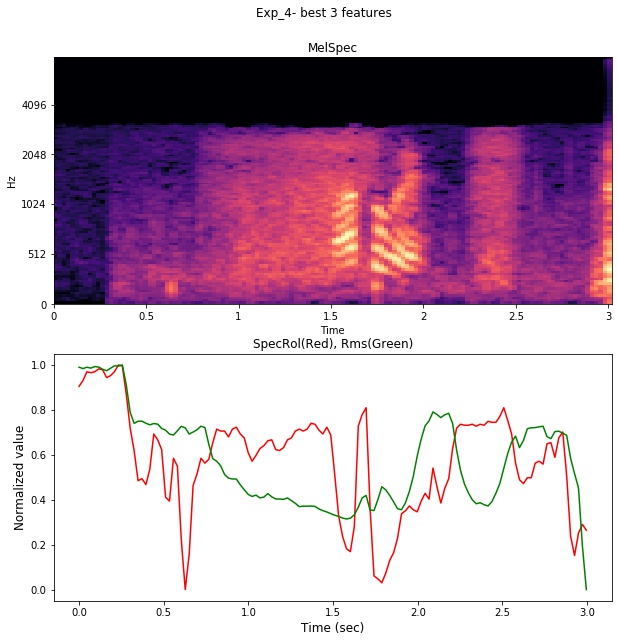 Exp_4- best 3 features
MelSpec
4096
2048
1024
512
0
Hz
0 0.5 1 1.5 2 2.5 3
Time
SpecRol(Red), Rms(Green)
1.0
0.8
0.6
0.4
0.2
0.0
Normalized value
0.0 0.5 1.0 1.5 2.0 2.5 3.0
Time (sec)